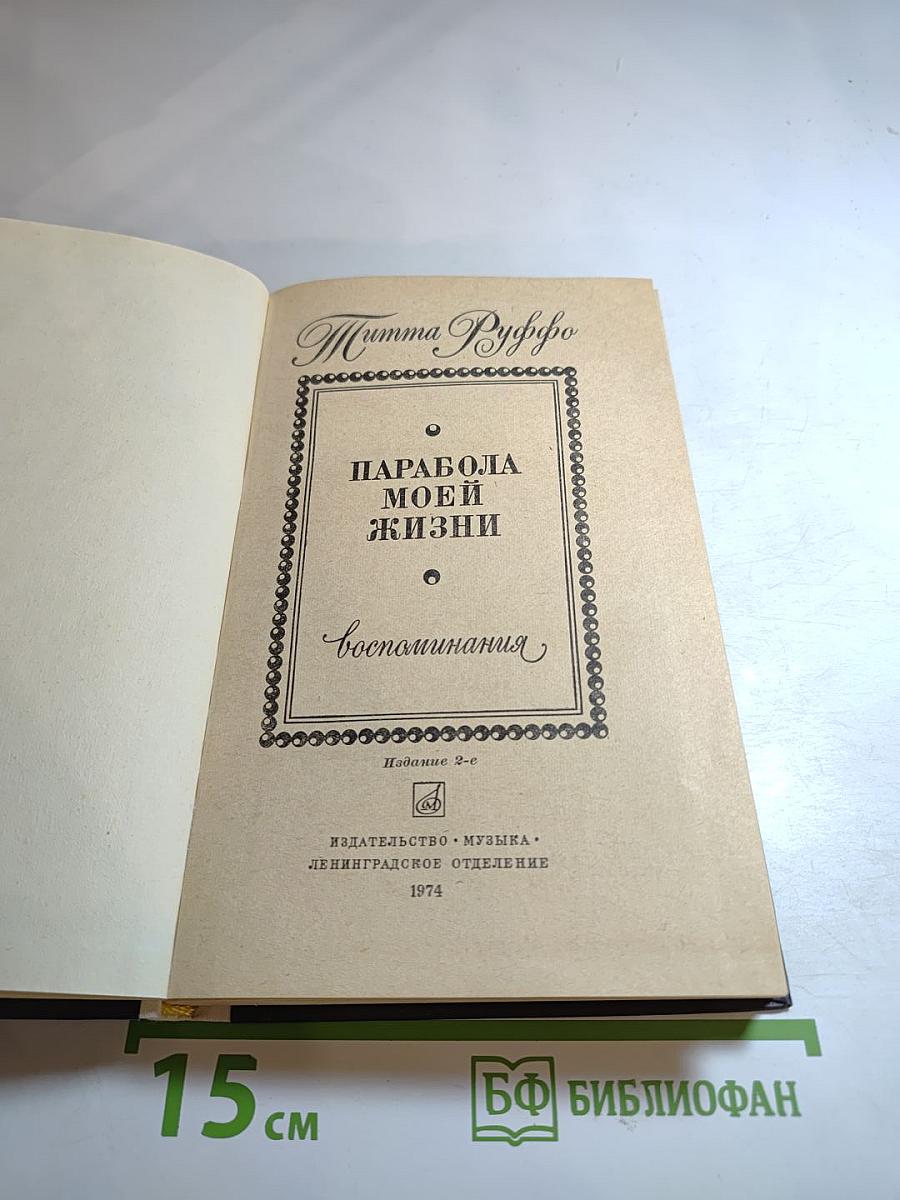 Титта Руффо
ПАРАБОЛА
МОЕЙ
ЖИЗНИ
воспоминания
Издание 2-е
ИЗДАТЕЛЬСТВО • МУЗЫКА •
ЛЕНИНГРАДСКОЕ ОТДЕЛЕНИЕ
1974
15 см
БФ БИБЛИОФАН